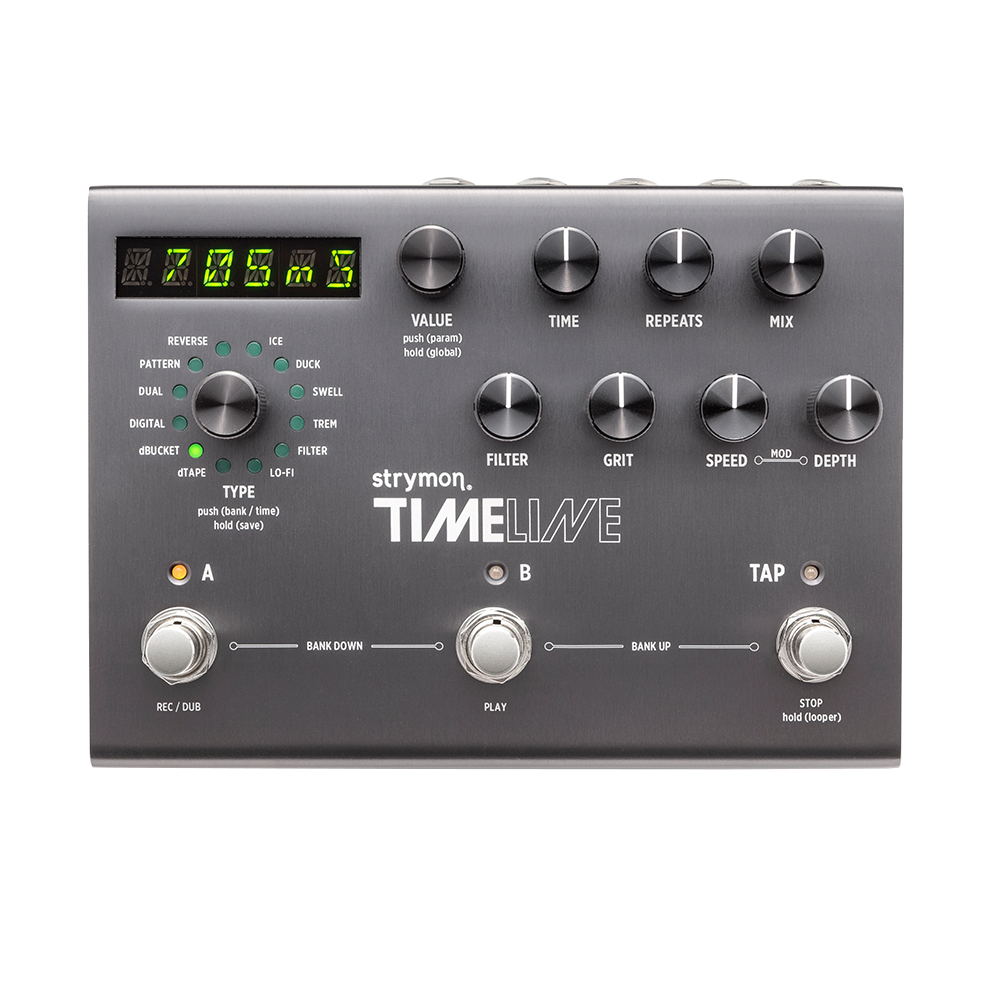 705mS
VALUE
push (param)
hold (global)
TIME
REPEATS
MIX
REVERSE
ICE
PATTERN
DUCK
DUAL
SWELL
DIGITAL
TREM
dBUCKET
FILTER
dTAPE
LO-FI
TYPE
push (bank / time)
hold (save)
FILTER
GRIT
SPEED
MOD
DEPTH
strymon®
TIMELINE
A
B
TAP
BANK DOWN
BANK UP
REC / DUB
PLAY
STOP
hold (looper)